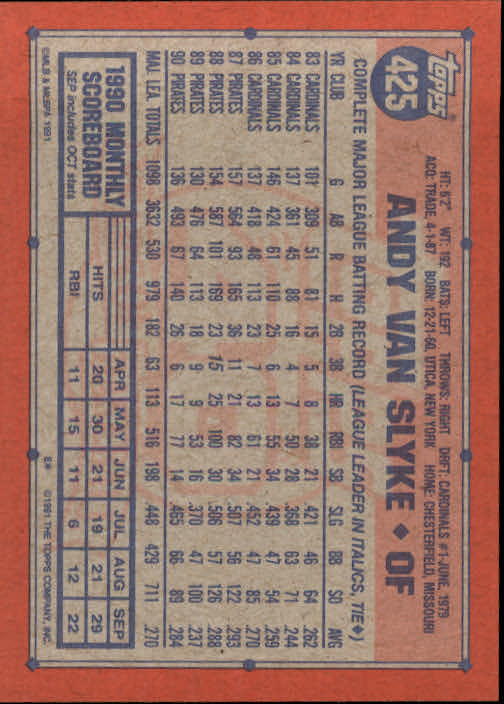 TOPPS®
425
HT: 6'2" WT: 192 BATS: LEFT THROWS: RIGHT DRFT: CARDINALS #1-JUNE, 1979
ACQ: TRADE, 4-1-87 BORN: 12-21-60, UTICA, NEW YORK HOME: CHESTERFIELD, MISSOURI
ANDY VAN SLYKE ◆ OF
COMPLETE MAJOR LEAGUE BATTING RECORD (LEAGUE LEADER IN ITALICS, TIE◆)
YR CLUB G AB R H 2B 3B HR RBI SB SLG BB SO AVG
83 CARDINALS 101 309 51 81 15 5 8 38 21 .421 46 64 .262
84 CARDINALS 137 361 45 88 16 4 7 50 28 .368 63 71 .244
85 CARDINALS 146 424 61 110 25 6 13 55 34 .439 47 54 .259
86 CARDINALS 137 418 48 113 23 7 13 61 21 .452 47 85 .270
87 PIRATES 157 564 93 165 36 11 21 82 34 .507 56 122 .293
88 PIRATES 154 587 101 169 23 15 25 100 30 .506 57 126 .288
89 PIRATES 130 476 64 113 18 9 9 53 16 .370 47 100 .237
90 PIRATES 136 493 67 140 26 6 17 77 14 .465 66 89 .284
MAJ. LEA. TOTALS 1098 3632 530 979 182 63 113 516 198 .448 429 711 .270
1990 MONTHLY
SCOREBOARD
SEP includes OCT stats
APR MAY JUN JUL AUG SEP
HITS 20 30 21 19 21 29
RBI 11 15 11 6 12 22
©MLB & MLBPA 1991
E* ©1991 THE TOPPS COMPANY, INC.